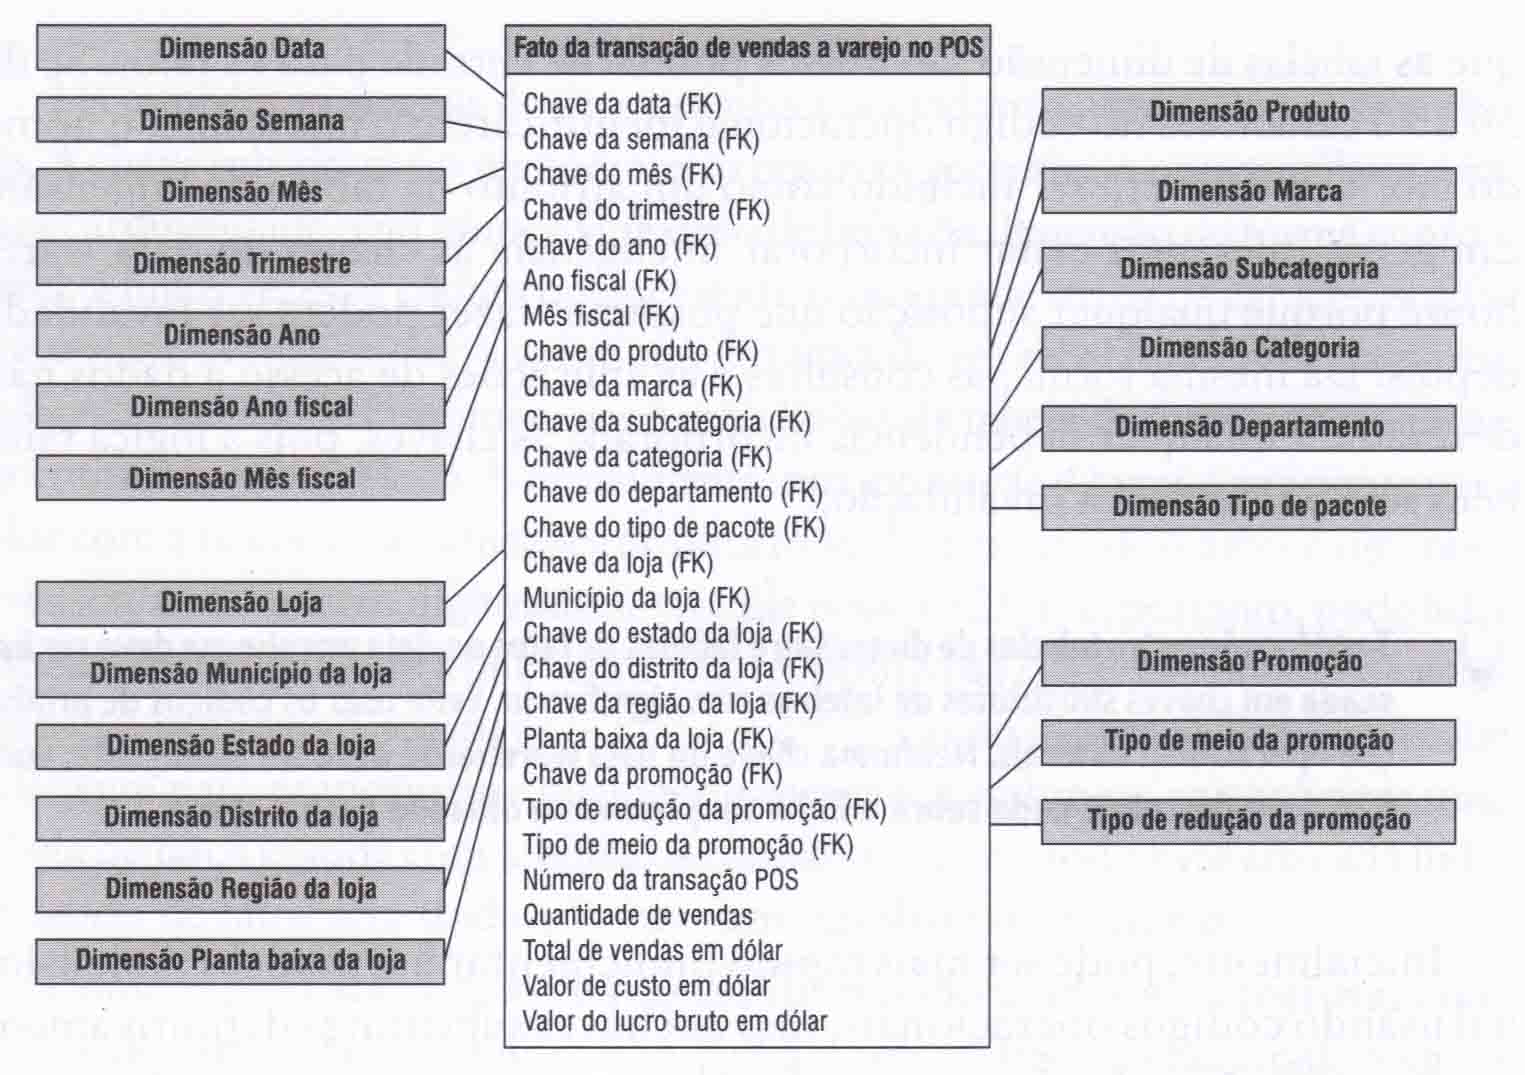 Dimensão Data
Dimensão Semana
Dimensão Mês
Dimensão Trimestre
Dimensão Ano
Dimensão Ano fiscal
Dimensão Mês fiscal
Dimensão Loja
Dimensão Município da loja
Dimensão Estado da loja
Dimensão Distrito da loja
Dimensão Região da loja
Dimensão Planta baixa da loja
Fato da transação de vendas a varejo no POS
Chave da data (FK)
Chave da semana (FK)
Chave do mês (FK)
Chave do trimestre (FK)
Chave do ano (FK)
Ano fiscal (FK)
Mês fiscal (FK)
Chave do produto (FK)
Chave da marca (FK)
Chave da subcategoria (FK)
Chave da categoria (FK)
Chave do departamento (FK)
Chave do tipo de pacote (FK)
Chave da loja (FK)
Município da loja (FK)
Chave do estado da loja (FK)
Chave do distrito da loja (FK)
Chave da região da loja (FK)
Planta baixa da loja (FK)
Chave da promoção (FK)
Tipo de redução da promoção (FK)
Tipo de meio da promoção (FK)
Número da transação POS
Quantidade de vendas
Total de vendas em dólar
Valor de custo em dólar
Valor do lucro bruto em dólar
Dimensão Produto
Dimensão Marca
Dimensão Subcategoria
Dimensão Categoria
Dimensão Departamento
Dimensão Tipo de pacote
Dimensão Promoção
Tipo de meio da promoção
Tipo de redução da promoção